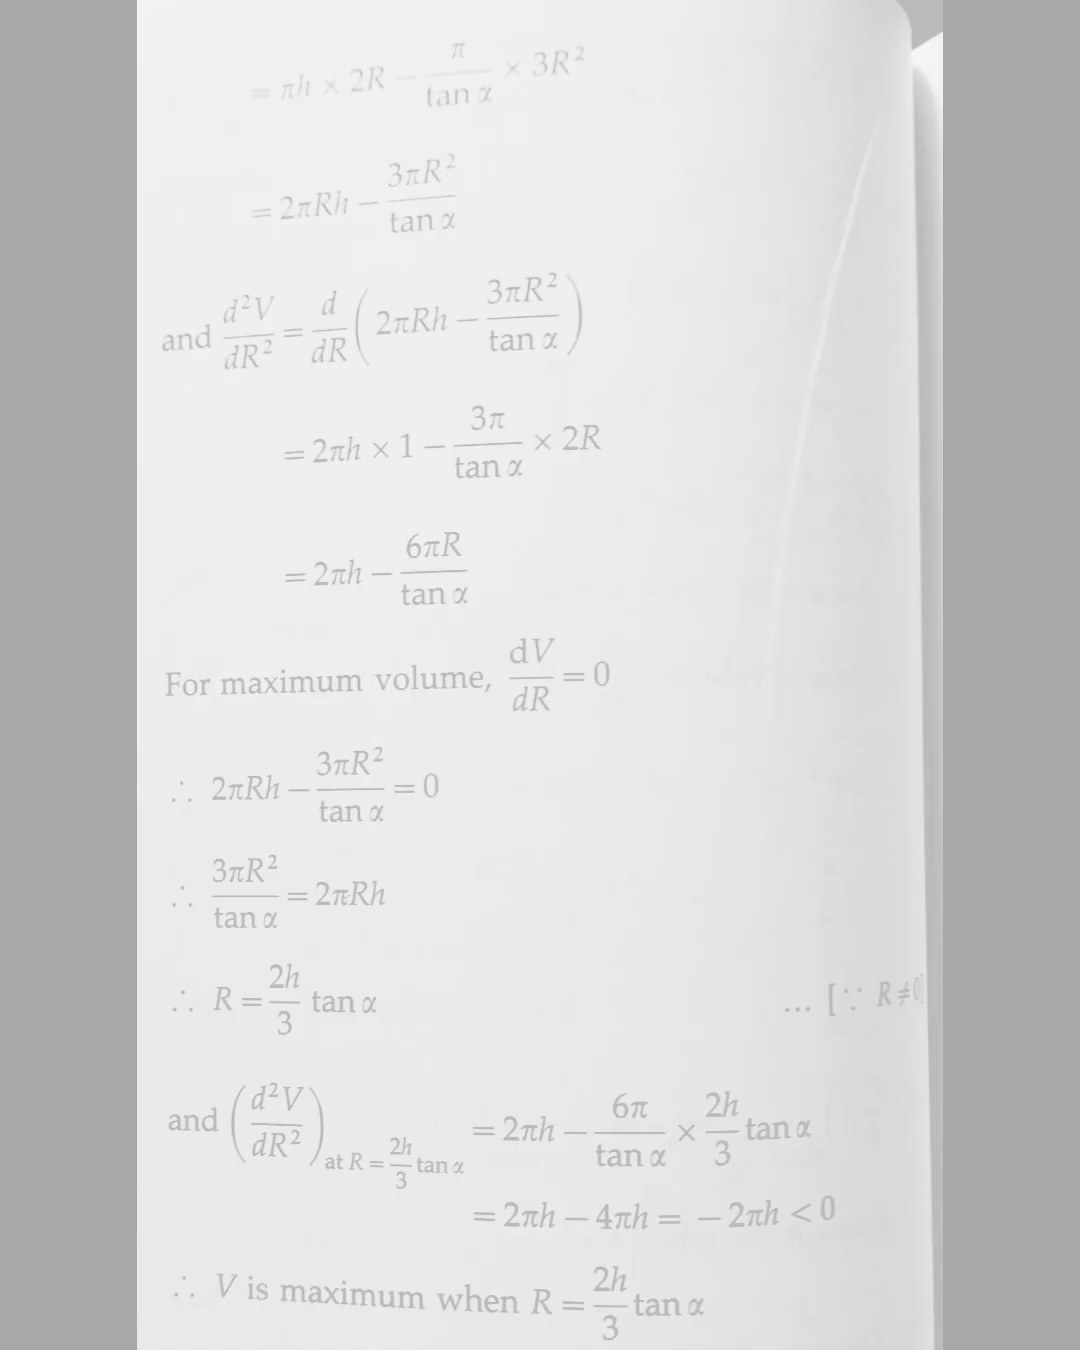 = πh × 2R − π/tan α × 3R²
= 2πRh − 3πR²/tan α
and d²V/dR² = d/dR (2πRh − 3πR²/tan α)
= 2πh × 1 − 3π/tan α × 2R
= 2πh − 6πR/tan α
For maximum volume, dV/dR = 0
∴ 2πRh − 3πR²/tan α = 0
∴ 3πR²/tan α = 2πRh
∴ R = 2h/3 tan α ... [∵ R ≠ 0]
and (d²V/dR²) at R = 2h/3 tan α = 2πh − 6π/tan α × 2h/3 tan α
= 2πh − 4πh = − 2πh < 0
∴ V is maximum when R = 2h/3 tan α